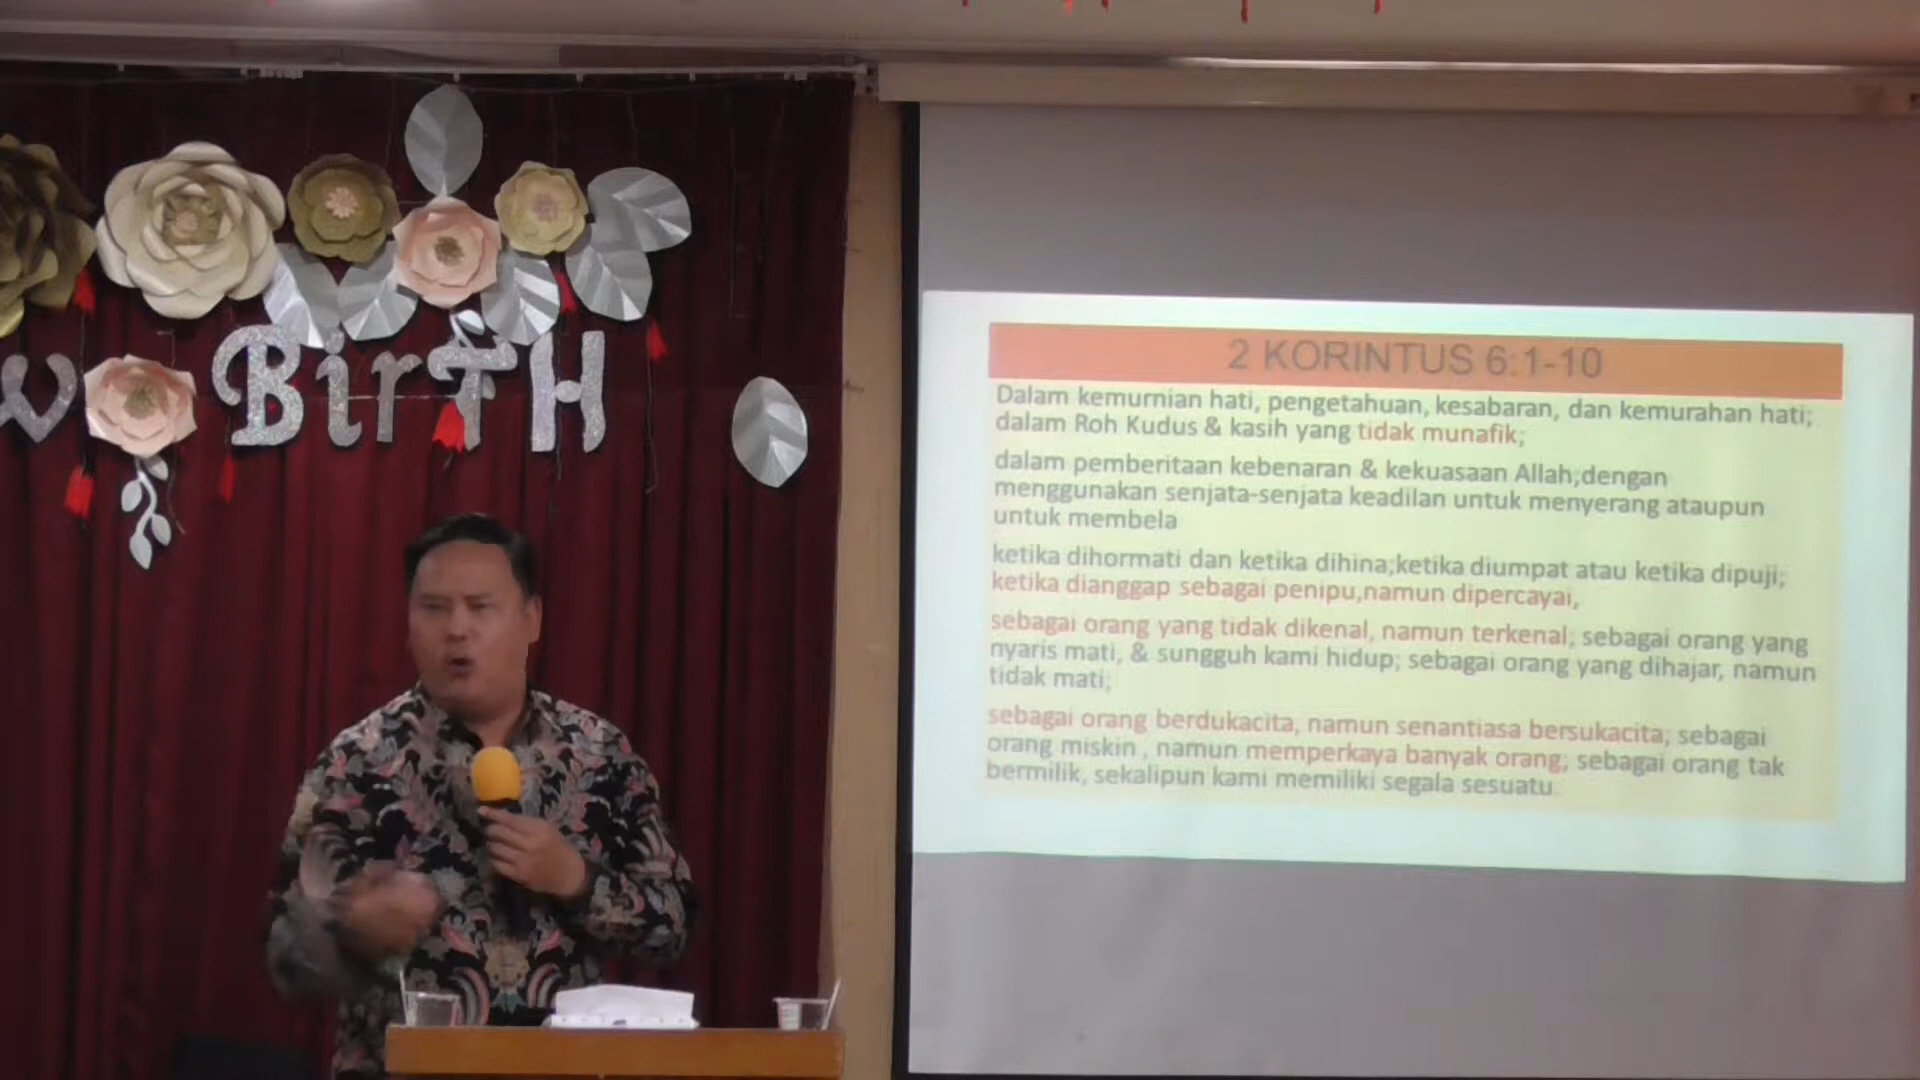 w BirTH
2 KORINTUS 6:1-10
Dalam kemurnian hati, pengetahuan, kesabaran, dan kemurahan hati;
dalam Roh Kudus & kasih yang tidak munafik;
dalam pemberitaan kebenaran & kekuasaan Allah;dengan
menggunakan senjata-senjata keadilan untuk menyerang ataupun
untuk membela
ketika dihormati dan ketika dihina;ketika diumpat atau ketika dipuji;
ketika dianggap sebagai penipu,namun dipercayai,
sebagai orang yang tidak dikenal, namun terkenal; sebagai orang yang
nyaris mati, & sungguh kami hidup; sebagai orang yang dihajar, namun
tidak mati;
sebagai orang berdukacita, namun senantiasa bersukacita; sebagai
orang miskin , namun memperkaya banyak orang; sebagai orang tak
bermilik, sekalipun kami memiliki segala sesuatu.